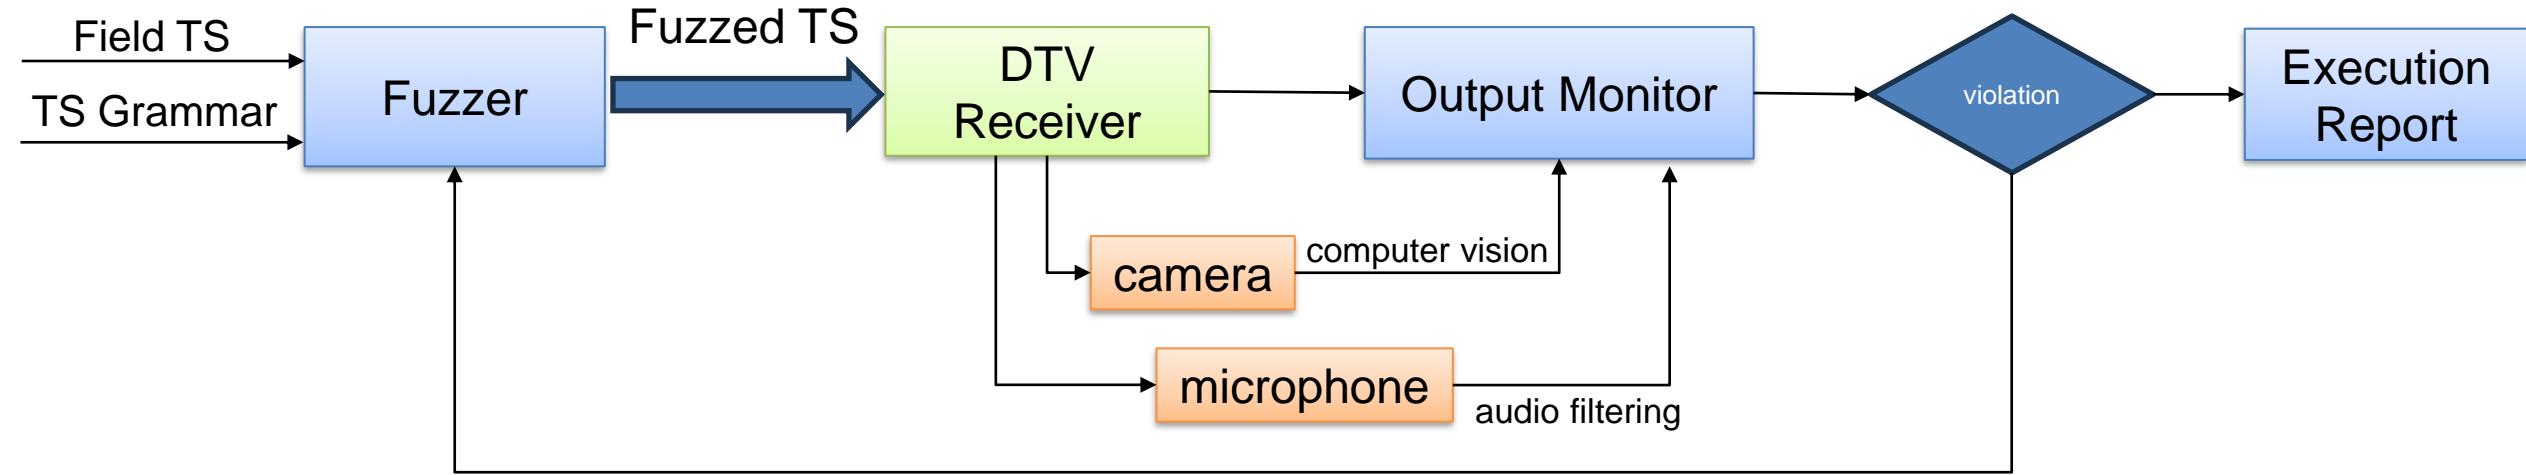 Field TS
TS Grammar
Fuzzer
Fuzzed TS
DTV
Receiver
Output Monitor
violation
Execution
Report
camera
computer vision
microphone
audio filtering